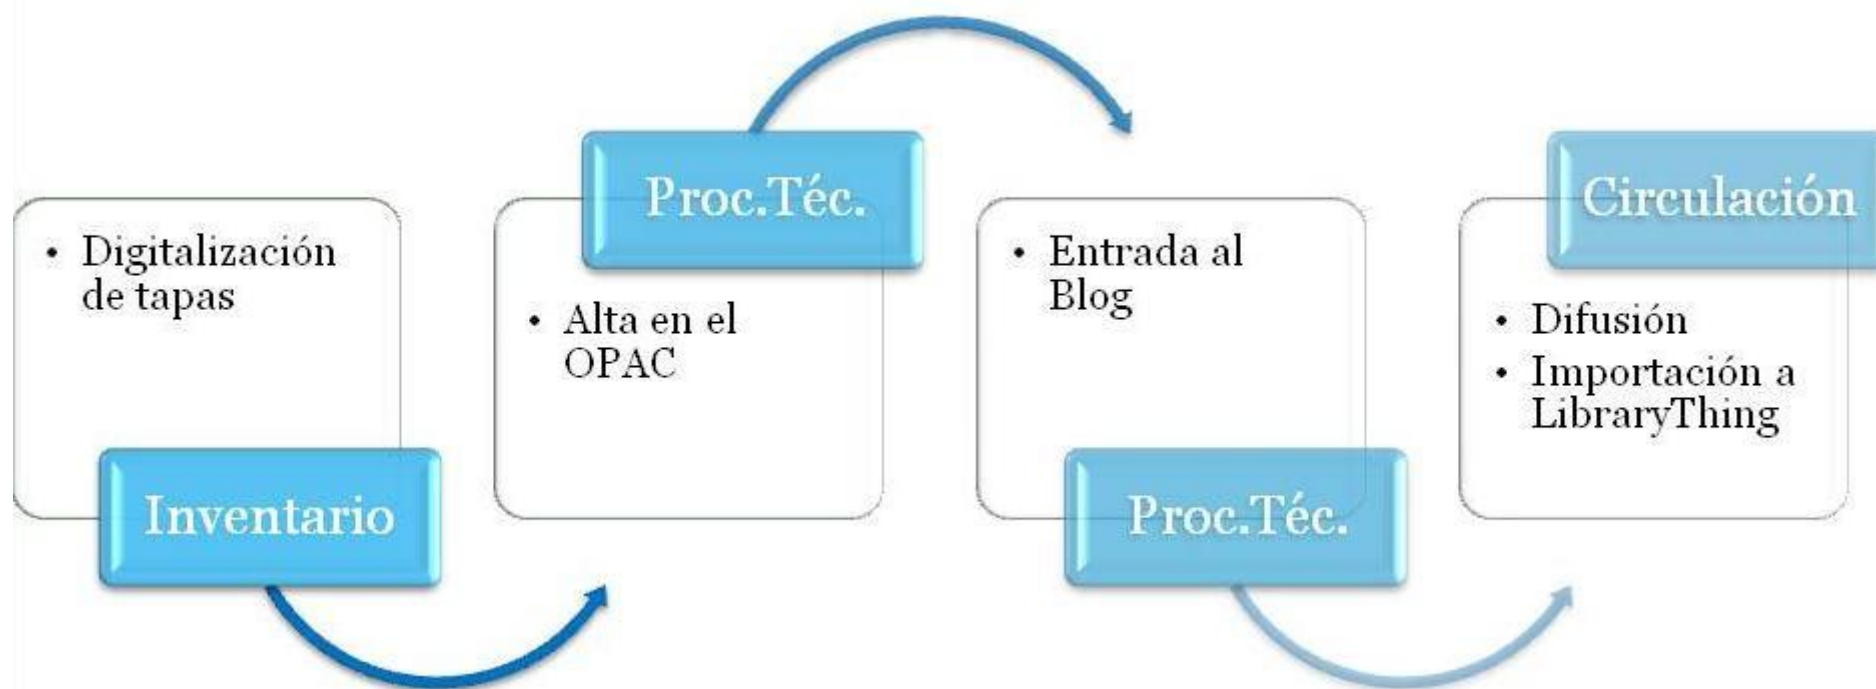 • Digitalización
de tapas
Inventario
Proc.Téc.
• Alta en el
OPAC
• Entrada al
Blog
Proc.Téc.
Circulación
• Difusión
• Importación a
LibraryThing